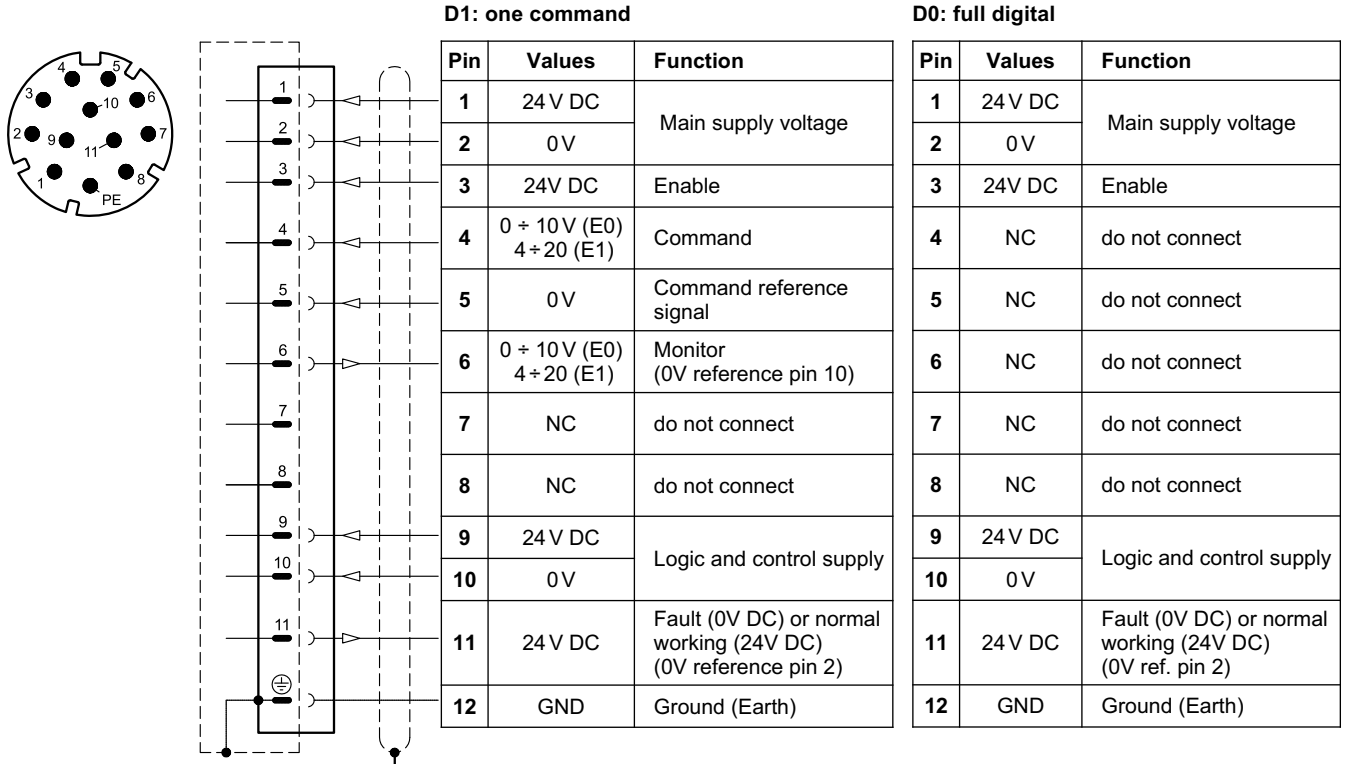 D1: one command
D0: full digital
4
5
3
10
6
2
9
11
7
1
8
PE
1
2
3
4
5
6
7
8
9
10
11
Pin Values Function
1 24 V DC Main supply voltage
2 0 V
3 24V DC Enable
4 0 ÷ 10 V (E0) Command
4 ÷ 20 (E1)
5 0 V Command reference
signal
6 0 ÷ 10 V (E0) Monitor
4 ÷ 20 (E1) (0V reference pin 10)
7 NC do not connect
8 NC do not connect
9 24 V DC Logic and control supply
10 0 V
11 24 V DC Fault (0V DC) or normal
working (24V DC)
(0V reference pin 2)
12 GND Ground (Earth)
Pin Values Function
1 24 V DC Main supply voltage
2 0 V
3 24V DC Enable
4 NC do not connect
5 NC do not connect
6 NC do not connect
7 NC do not connect
8 NC do not connect
9 24 V DC Logic and control supply
10 0 V
11 24 V DC Fault (0V DC) or normal
working (24V DC)
(0V ref. pin 2)
12 GND Ground (Earth)